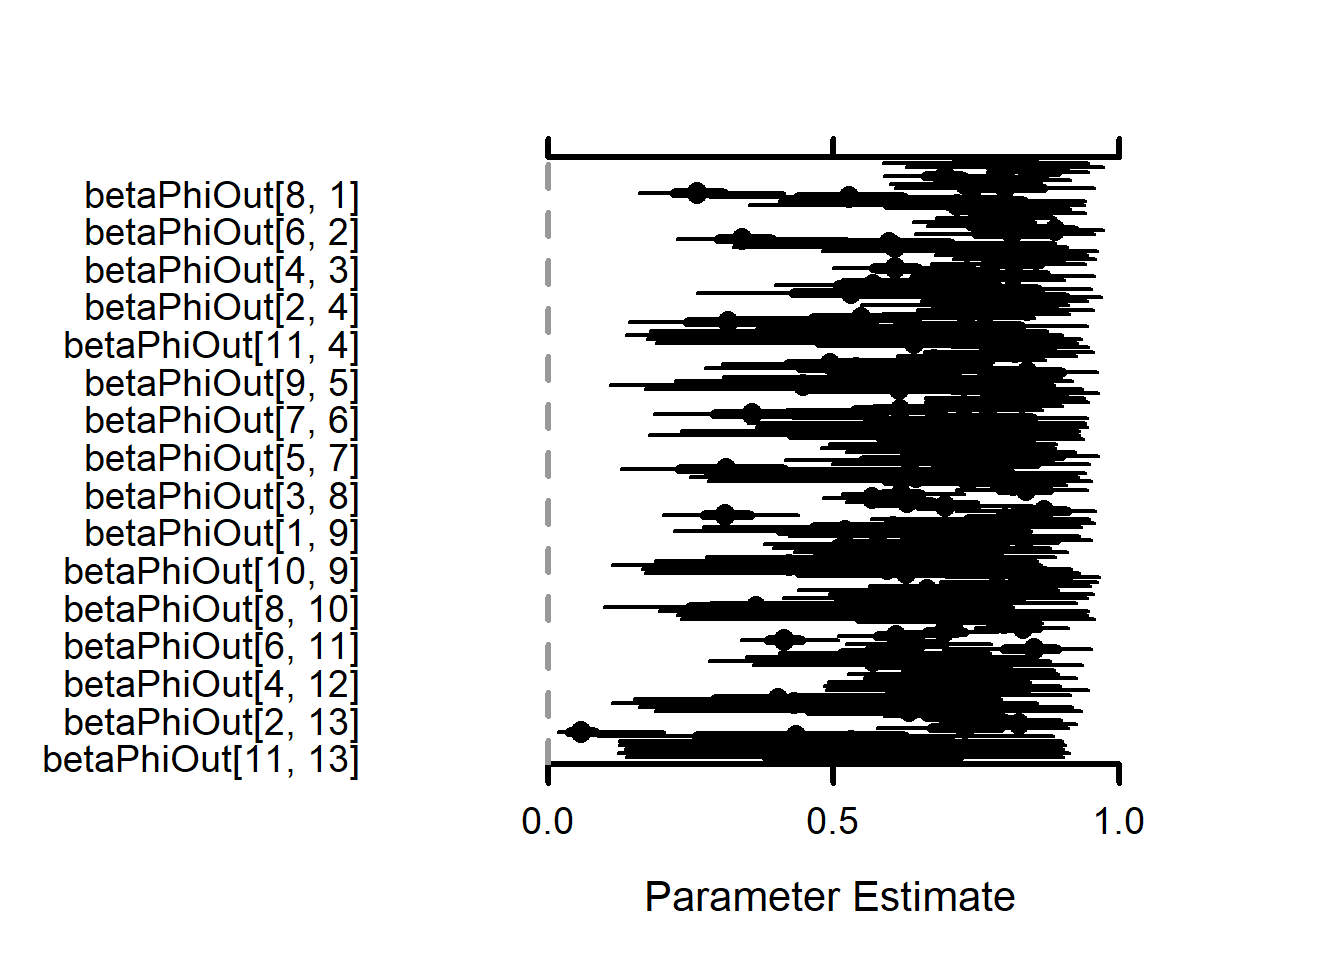 betaPhiOut[8, 1]
betaPhiOut[6, 2]
betaPhiOut[4, 3]
betaPhiOut[2, 4]
betaPhiOut[11, 4]
betaPhiOut[9, 5]
betaPhiOut[7, 6]
betaPhiOut[5, 7]
betaPhiOut[3, 8]
betaPhiOut[1, 9]
betaPhiOut[10, 9]
betaPhiOut[8, 10]
betaPhiOut[6, 11]
betaPhiOut[4, 12]
betaPhiOut[2, 13]
betaPhiOut[11, 13]
0.0 0.5 1.0
Parameter Estimate